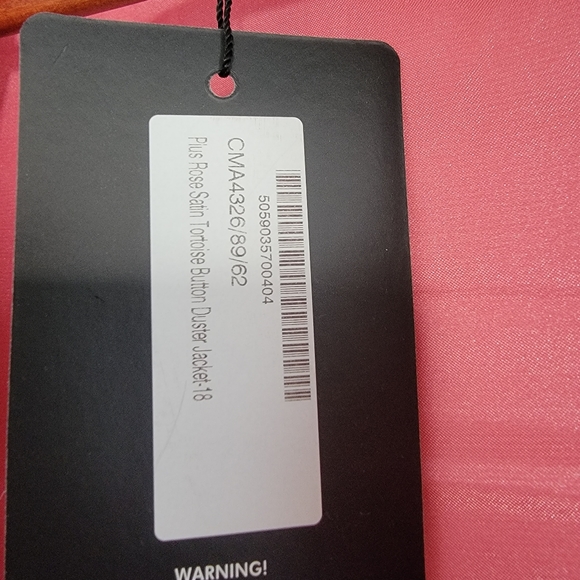 5059035700404
CMA4326/89/62
Plus Rose Satin Tortoise Button Duster Jacket-18
WARNING!